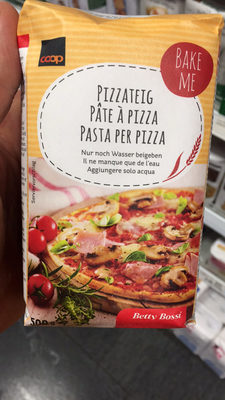 coop
BAKE
ME
PIZZATEIG
PÂTE À PIZZA
PASTA PER PIZZA
Nur noch Wasser beigeben
Il ne manque que de l'eau
Aggiungere solo acqua
500
Betty Bossi